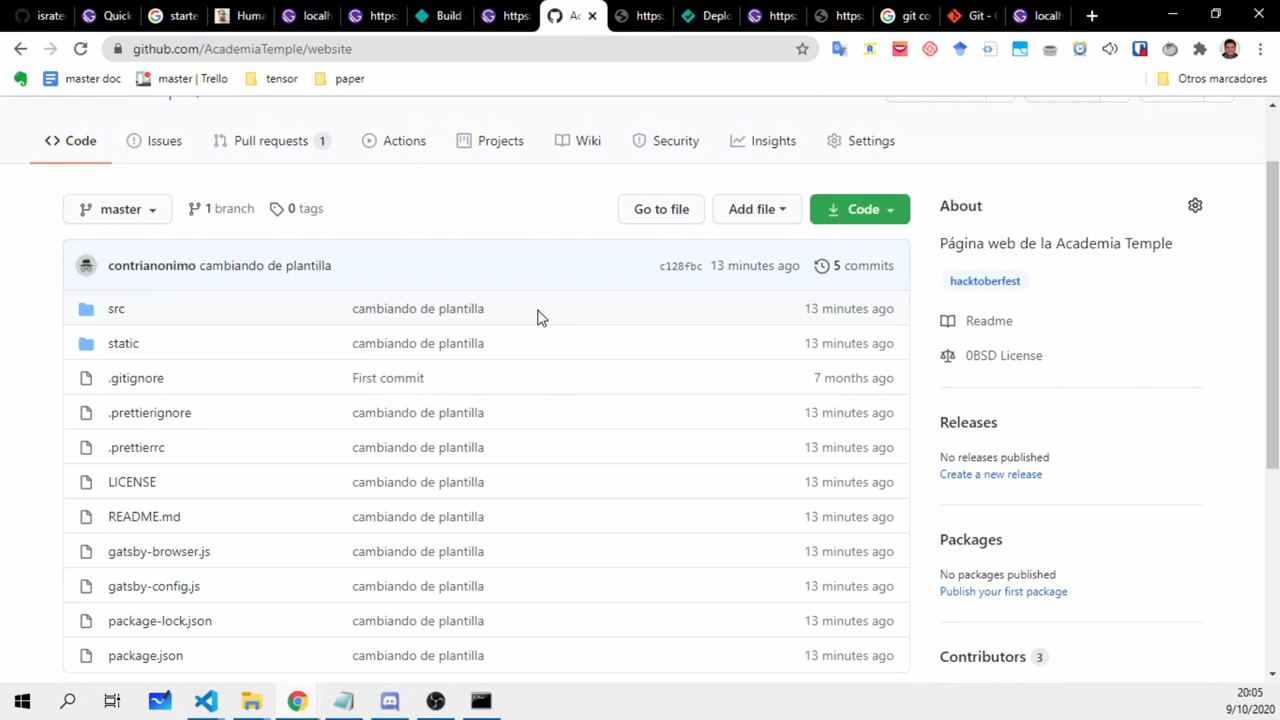 israte
Quick
starte
Huma
localh
https:
Build
https:
Ac
https:
Deplo
https:
https:
git co
Git - (
localh
github.com/AcademiaTemple/website
master doc
master | Trello
tensor
paper
Otros marcadores
Code
Issues
Pull requests 1
Actions
Projects
Wiki
Security
Insights
Settings
master
1 branch
0 tags
Go to file
Add file
Code
contrianonimo cambiando de plantilla c128fbc 13 minutes ago 5 commits
src cambiando de plantilla 13 minutes ago
static cambiando de plantilla 13 minutes ago
.gitignore First commit 7 months ago
.prettierignore cambiando de plantilla 13 minutes ago
.prettierrc cambiando de plantilla 13 minutes ago
LICENSE cambiando de plantilla 13 minutes ago
README.md cambiando de plantilla 13 minutes ago
gatsby-browser.js cambiando de plantilla 13 minutes ago
gatsby-config.js cambiando de plantilla 13 minutes ago
package-lock.json cambiando de plantilla 13 minutes ago
package.json cambiando de plantilla 13 minutes ago
About
Página web de la Academia Temple
hacktoberfest
Readme
0BSD License
Releases
No releases published
Create a new release
Packages
No packages published
Publish your first package
Contributors 3
20:05
9/10/2020